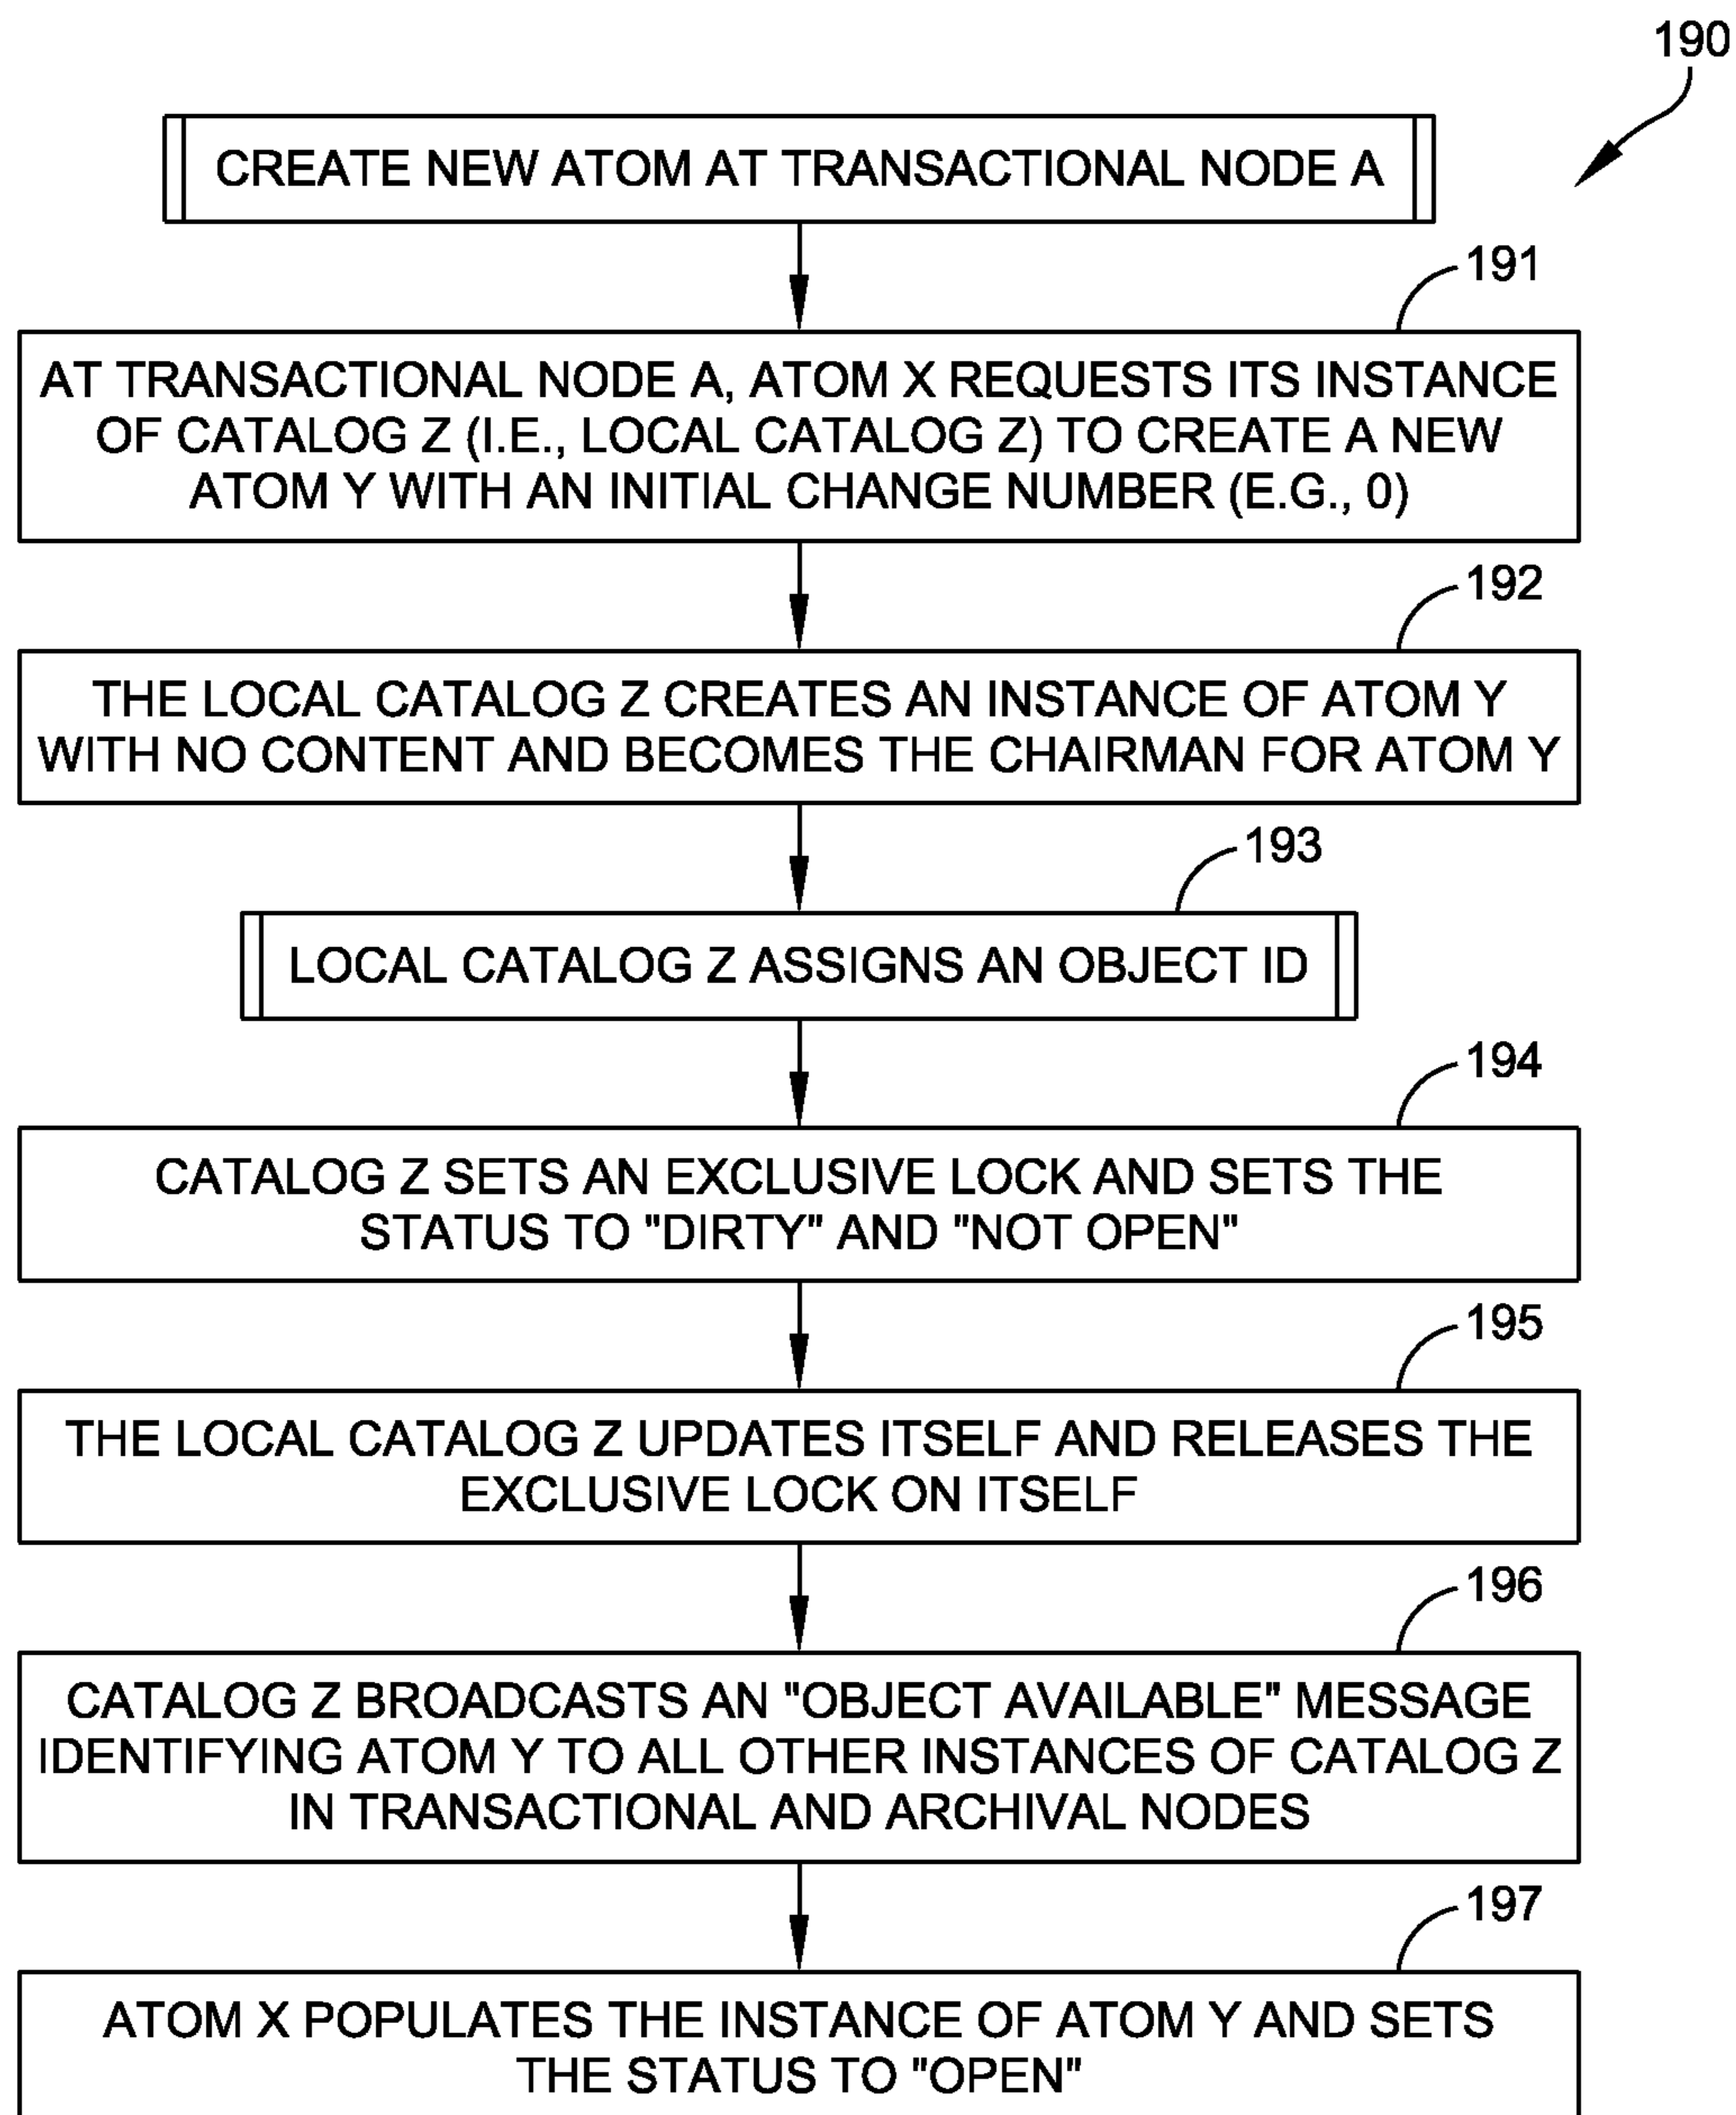 190
CREATE NEW ATOM AT TRANSACTIONAL NODE A
191
AT TRANSACTIONAL NODE A, ATOM X REQUESTS ITS INSTANCE
OF CATALOG Z (I.E., LOCAL CATALOG Z) TO CREATE A NEW
ATOM Y WITH AN INITIAL CHANGE NUMBER (E.G., 0)
192
THE LOCAL CATALOG Z CREATES AN INSTANCE OF ATOM Y
WITH NO CONTENT AND BECOMES THE CHAIRMAN FOR ATOM Y
193
LOCAL CATALOG Z ASSIGNS AN OBJECT ID
194
CATALOG Z SETS AN EXCLUSIVE LOCK AND SETS THE
STATUS TO "DIRTY" AND "NOT OPEN"
195
THE LOCAL CATALOG Z UPDATES ITSELF AND RELEASES THE
EXCLUSIVE LOCK ON ITSELF
196
CATALOG Z BROADCASTS AN "OBJECT AVAILABLE" MESSAGE
IDENTIFYING ATOM Y TO ALL OTHER INSTANCES OF CATALOG Z
IN TRANSACTIONAL AND ARCHIVAL NODES
197
ATOM X POPULATES THE INSTANCE OF ATOM Y AND SETS
THE STATUS TO "OPEN"